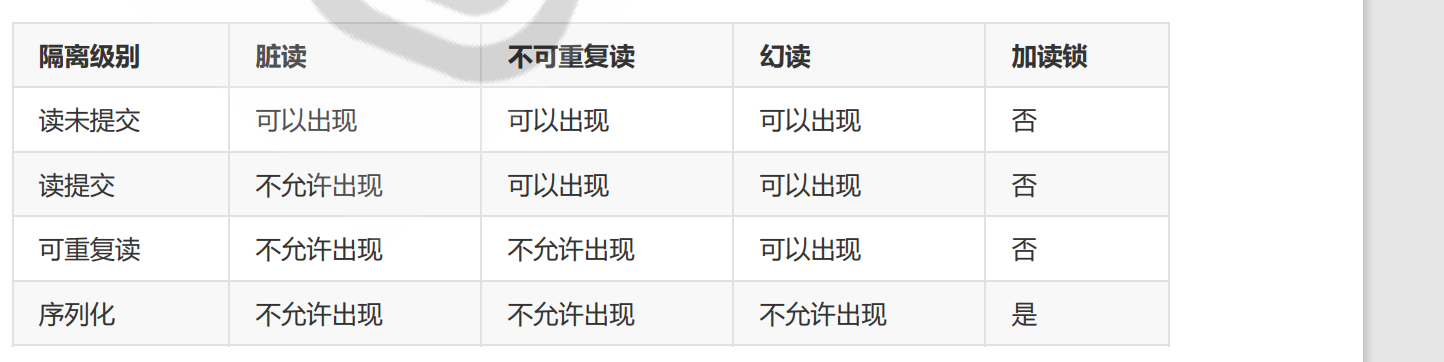 隔离级别 脏读 不可重复读 幻读 加读锁
读未提交 可以出现 可以出现 可以出现 否
读提交 不允许出现 可以出现 可以出现 否
可重复读 不允许出现 不允许出现 可以出现 否
序列化 不允许出现 不允许出现 不允许出现 是